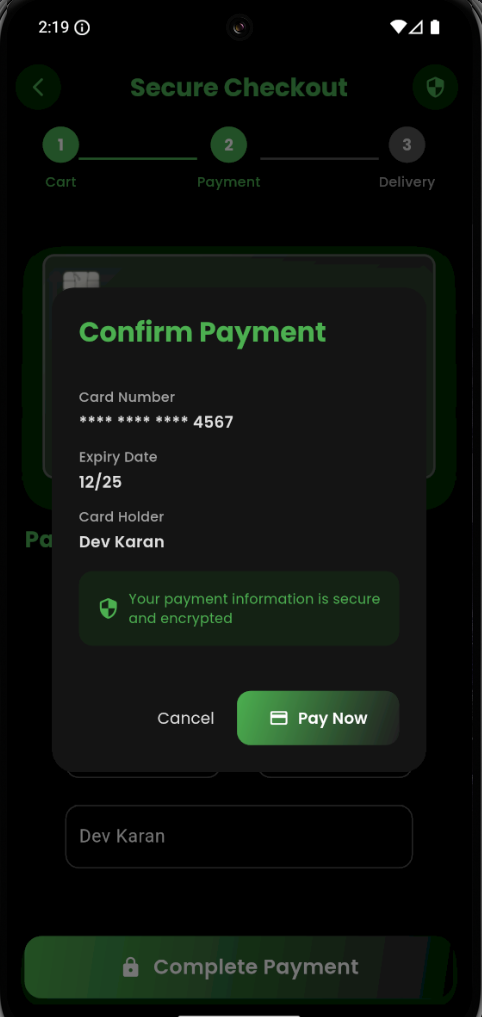 2:19
Secure Checkout
1
2
3
Cart
Payment
Delivery
Confirm Payment
Card Number
**** **** **** 4567
Expiry Date
12/25
Card Holder
Dev Karan
Pa
Your payment information is secure
and encrypted
Cancel
Pay Now
Dev Karan
Complete Payment